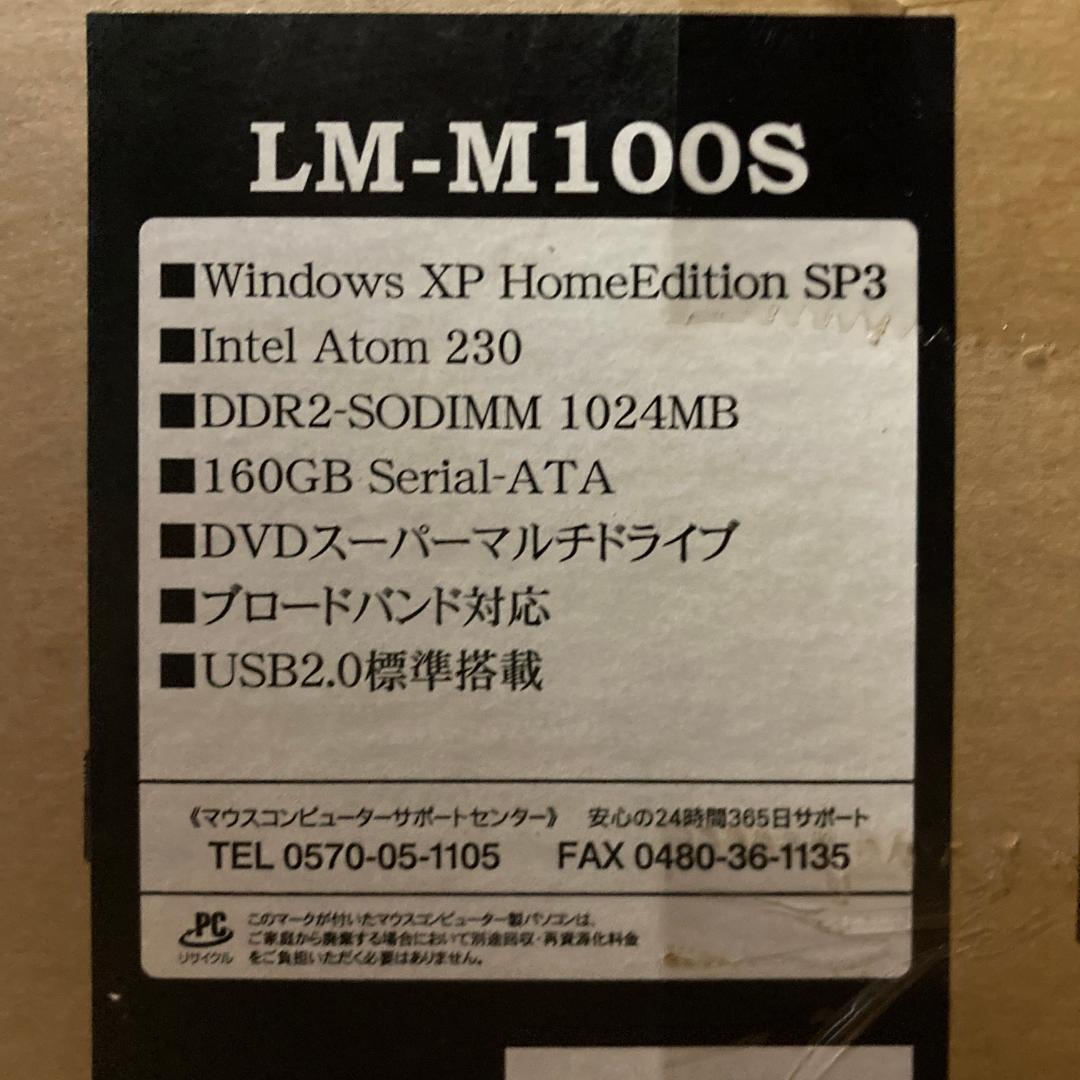 LM-M100S
■Windows XP HomeEdition SP3
■Intel Atom 230
■DDR2-SODIMM 1024MB
■160GB Serial-ATA
■DVDスーパーマルチドライブ
■ブロードバンド対応
■USB2.0標準搭載
《マウスコンピューターサポートセンター》 安心の24時間365日サポート
TEL 0570-05-1105 FAX 0480-36-1135
PC
リサイクル
このマークが付いたマウスコンピューター製パソコンは、
ご家庭から廃棄する場合において別途回収・再資源化料金
をご負担いただく必要はありません。